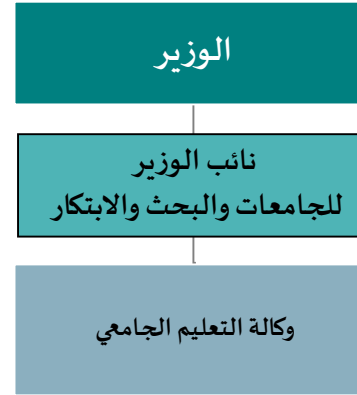 الوزير
نائب الوزير
للجامعات والبحث والابتكار
وكالة التعليم الجامعي